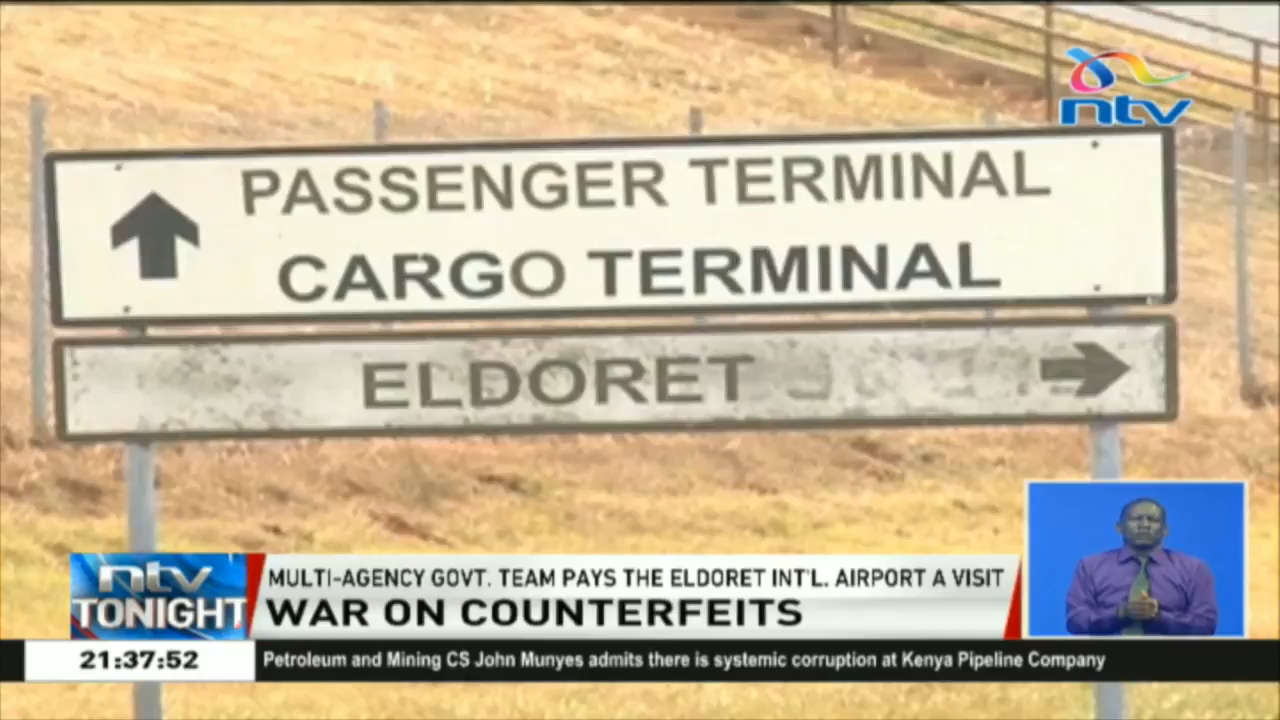 ntv
PASSENGER TERMINAL
CARGO TERMINAL
ELDORET
ntv
TONIGHT
MULTI-AGENCY GOVT. TEAM PAYS THE ELDORET INT'L. AIRPORT A VISIT
WAR ON COUNTERFEITS
21:37:52
Petroleum and Mining CS John Munyes admits there is systemic corruption at Kenya Pipeline Company